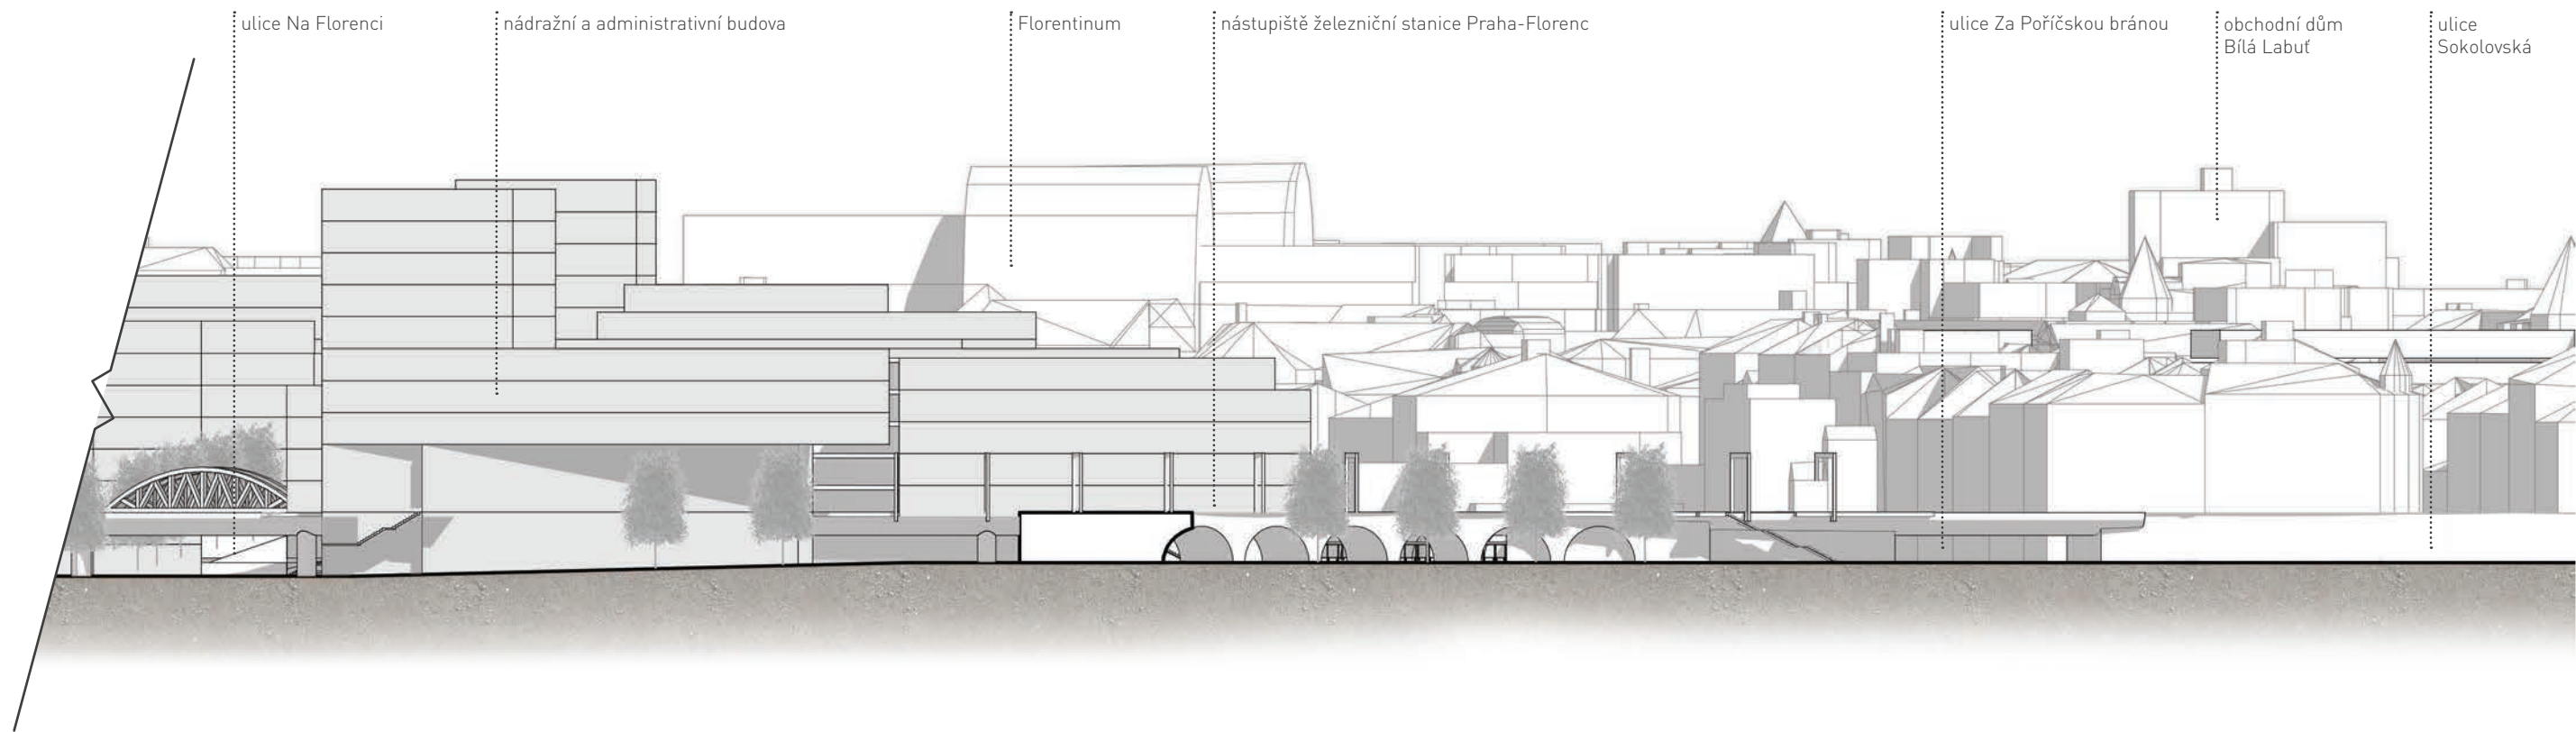 ulice Na Florenci
nádražní a administrativní budova
Florentinum
nástupiště železniční stanice Praha-Florenc
ulice Za Poříčskou bránou
obchodní dům
Bílá Labuť
ulice
Sokolovská